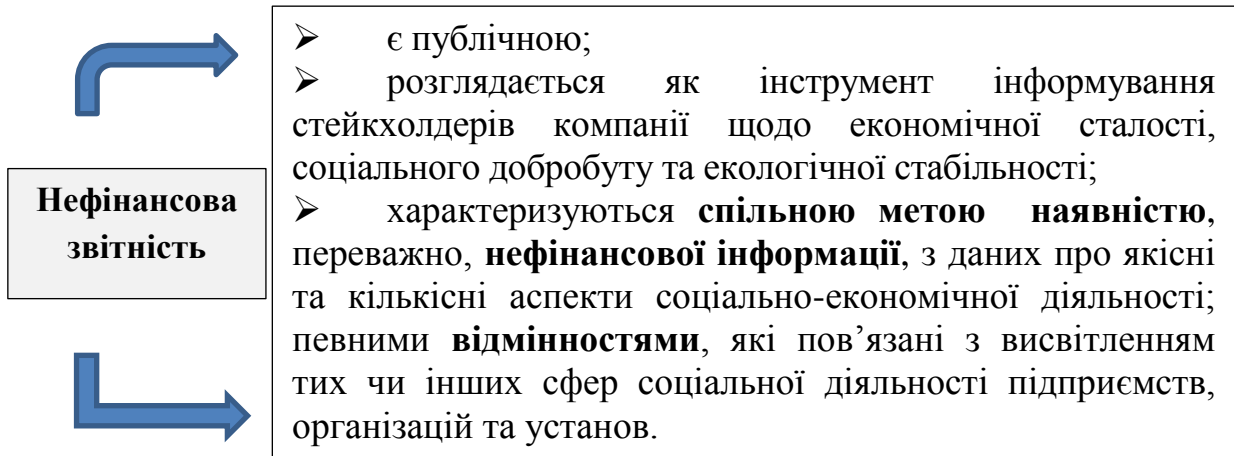 Нефінансова
звітність
➢ є публічною;
➢ розглядається як інструмент інформування
стейкхолдерів компанії щодо економічної сталості,
соціального добробуту та екологічної стабільності;
➢ характеризуються спільною метою наявністю,
переважно, нефінансової інформації, з даних про якісні
та кількісні аспекти соціально-економічної діяльності;
певними відмінностями, які пов’язані з висвітленням
тих чи інших сфер соціальної діяльності підприємств,
організацій та установ.